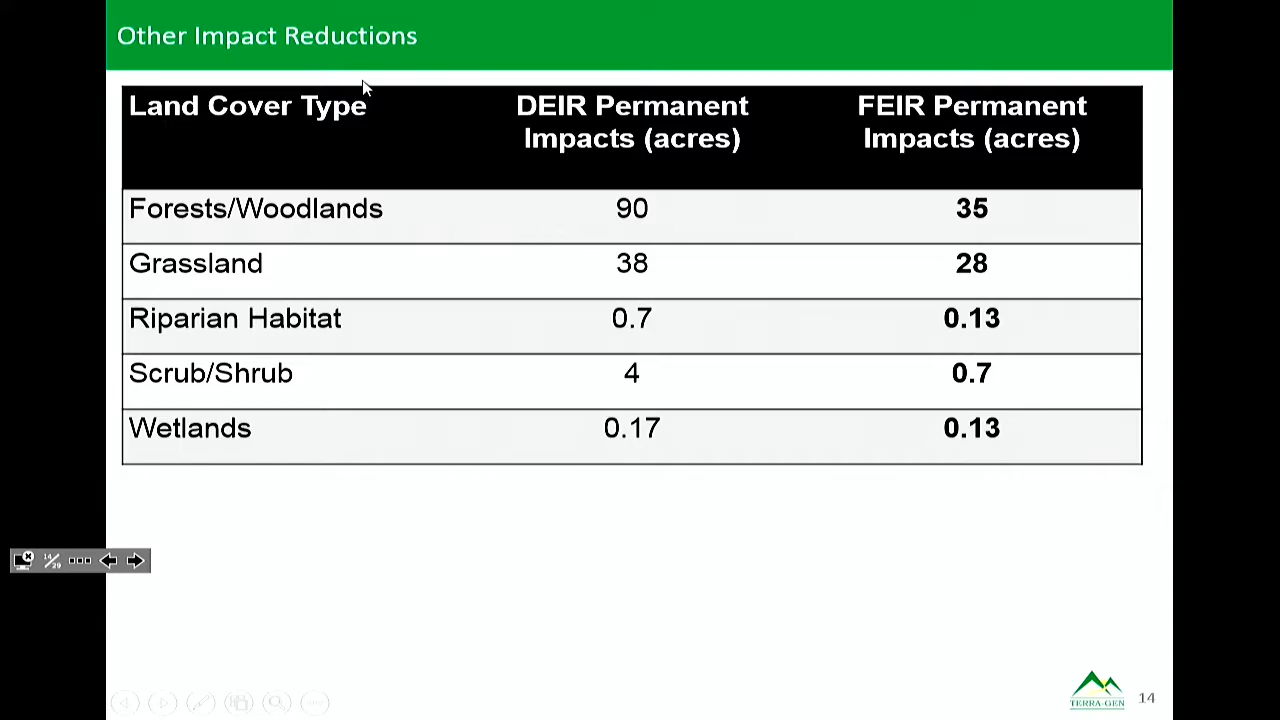 Other Impact Reductions
Land Cover Type
DEIR Permanent
Impacts (acres)
FEIR Permanent
Impacts (acres)
Forests/Woodlands 90 35
Grassland 38 28
Riparian Habitat 0.7 0.13
Scrub/Shrub 4 0.7
Wetlands 0.17 0.13
14/29
TERRA-GEN
14